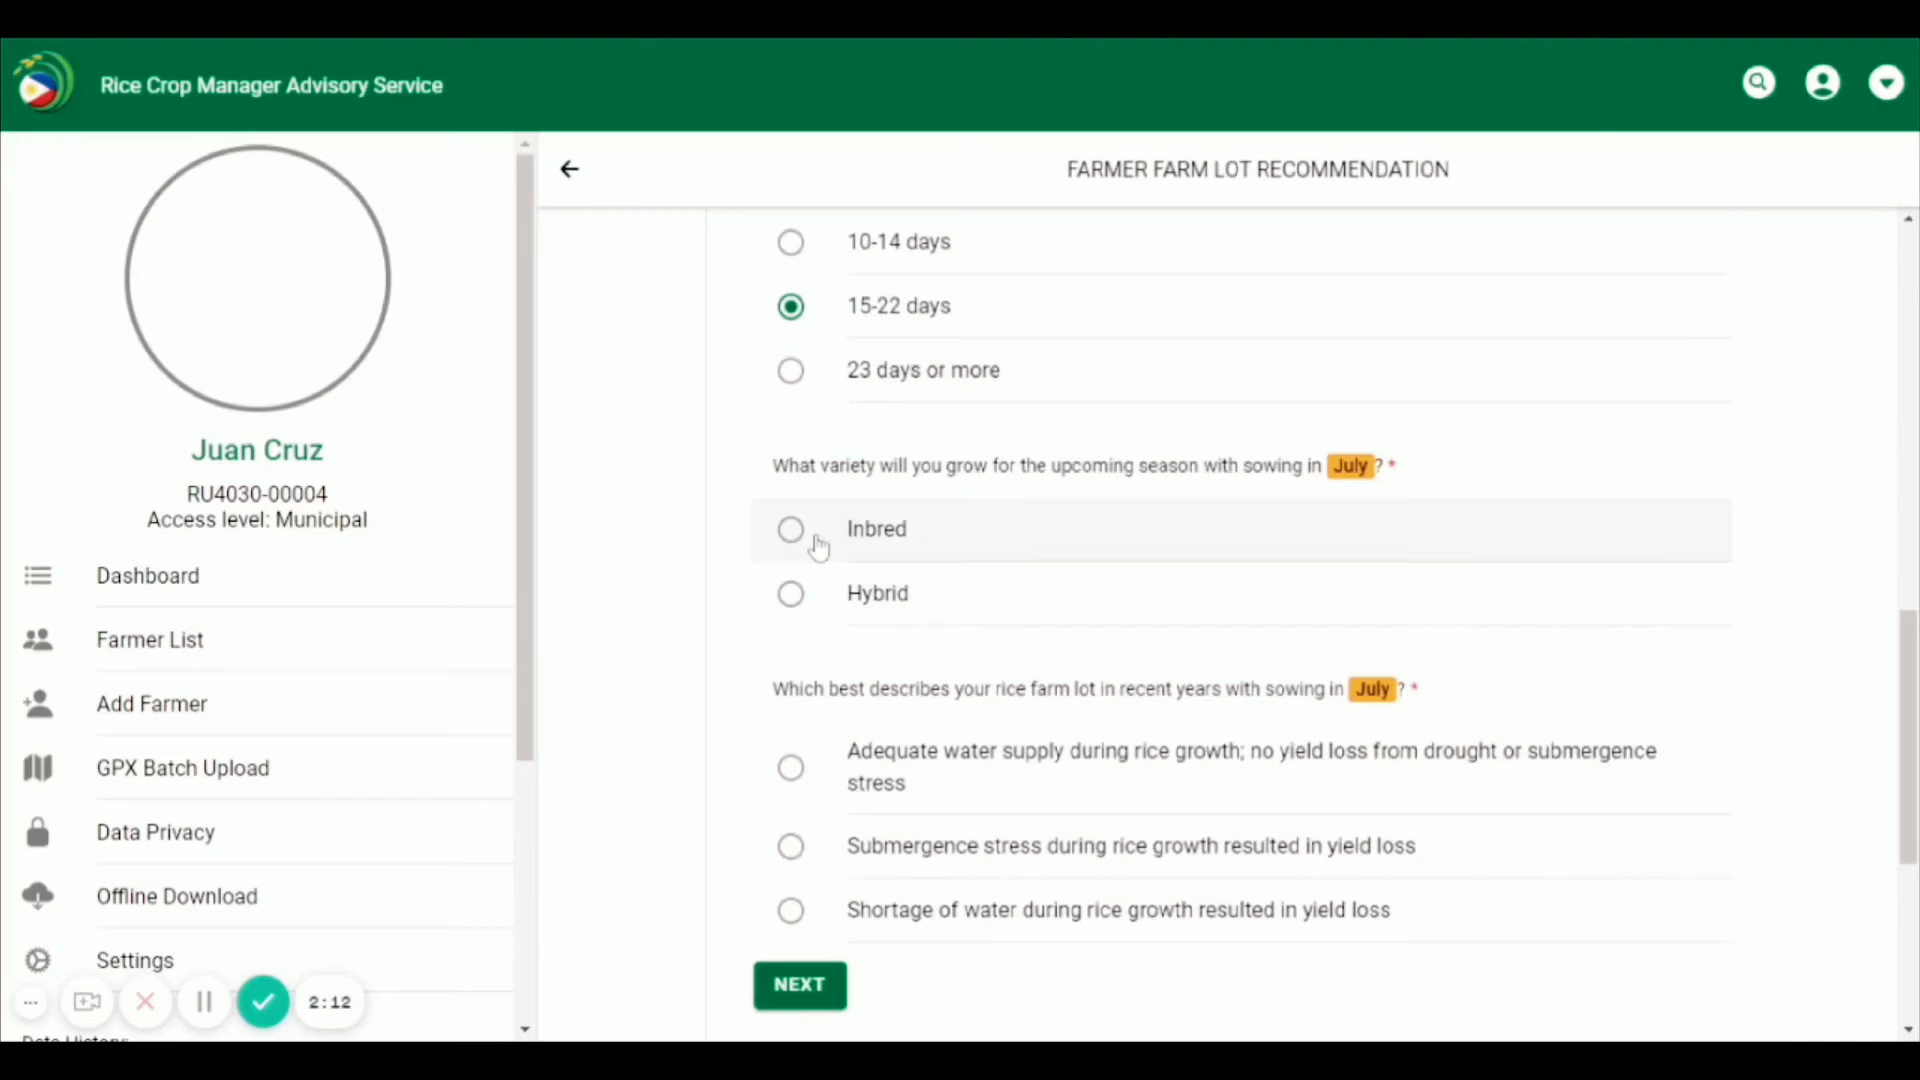 Rice Crop Manager Advisory Service
FARMER FARM LOT RECOMMENDATION
Juan Cruz
RU4030-00004
Access level: Municipal
Dashboard
Farmer List
Add Farmer
GPX Batch Upload
Data Privacy
Offline Download
Settings
2:12
10-14 days
15-22 days
23 days or more
What variety will you grow for the upcoming season with sowing in July ? *
Inbred
Hybrid
Which best describes your rice farm lot in recent years with sowing in July ? *
Adequate water supply during rice growth; no yield loss from drought or submergence
stress
Submergence stress during rice growth resulted in yield loss
Shortage of water during rice growth resulted in yield loss
NEXT